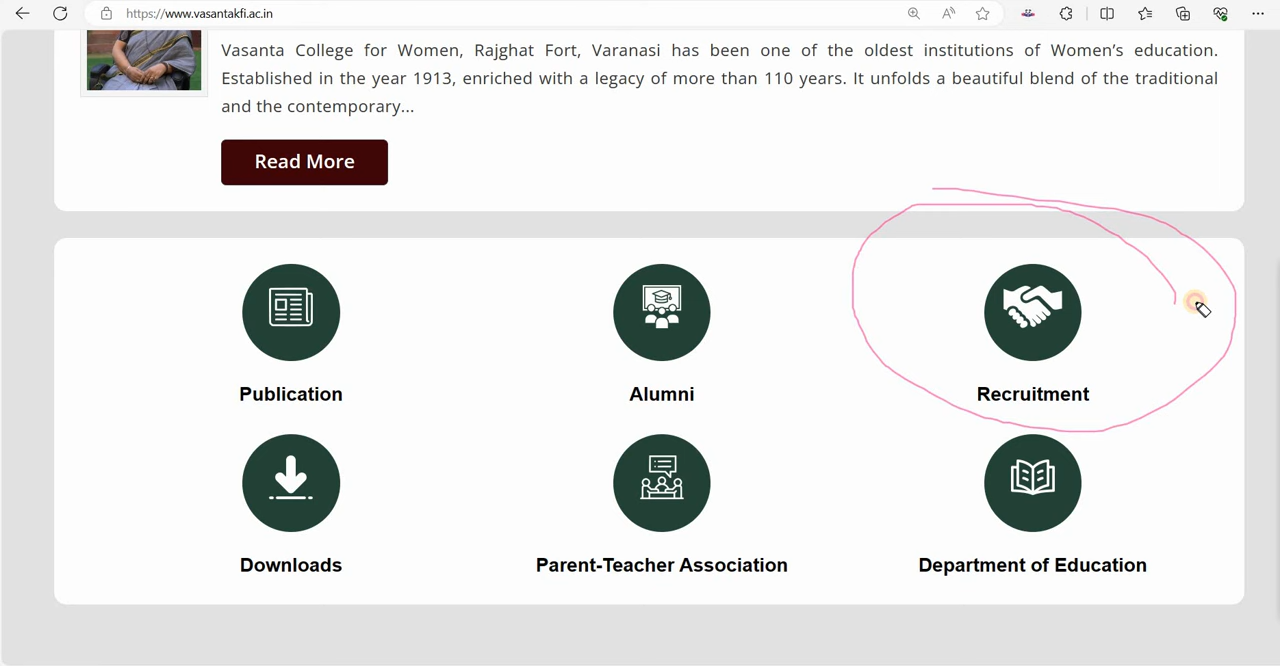 https://www.vasantakfi.ac.in
Vasanta College for Women, Rajghat Fort, Varanasi has been one of the oldest institutions of Women’s education.
Established in the year 1913, enriched with a legacy of more than 110 years. It unfolds a beautiful blend of the traditional
and the contemporary...
Read More
Publication
Alumni
Recruitment
Downloads
Parent-Teacher Association
Department of Education